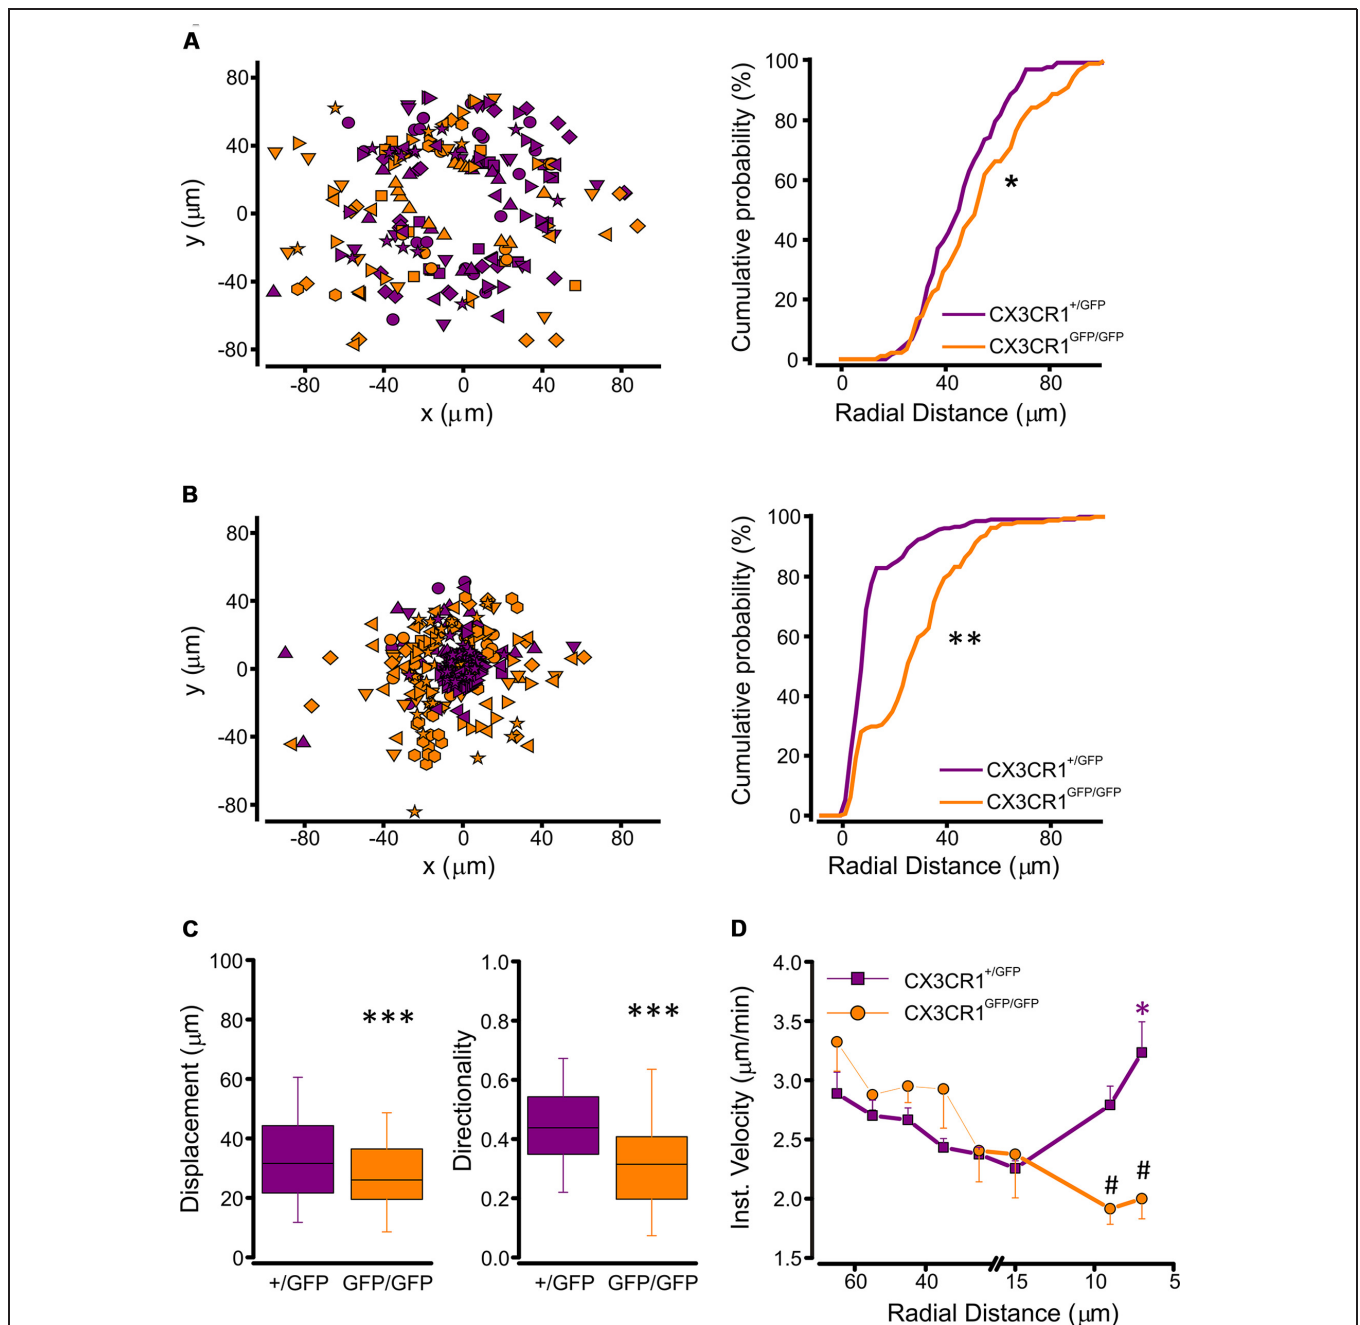 A
80
40
0
-40
-80
y (μm)
-80 -40 0 40 80
x (μm)
100
80
60
40
20
0
Cumulative probability (%)
*
CX3CR1+/GFP
CX3CR1GFP/GFP
0 40 80
Radial Distance (μm)
B
80
40
0
-40
-80
y (μm)
-80 -40 0 40 80
x (μm)
100
80
60
40
20
0
Cumulative probability (%)
**
CX3CR1+/GFP
CX3CR1GFP/GFP
0 40 80
Radial Distance (μm)
C
100
80
60
40
20
0
Displacement (μm)
***
+/GFP GFP/GFP
1.0
0.8
0.6
0.4
0.2
0.0
Directionality
***
+/GFP GFP/GFP
D
4.0
3.5
3.0
2.5
2.0
1.5
Inst. Velocity (μm/min)
CX3CR1+/GFP
CX3CR1GFP/GFP
*
# #
60 40 15 10 5
Radial Distance (μm)